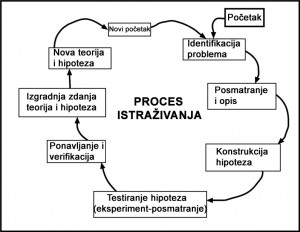 Početak
Novi početak
Identifikacija
problema
Posmatranje
i opis
Konstrukcija
hipoteza
Testiranje hipoteza
(eksperiment-posmatranje)
Ponavljanje i
verifikacija
Izgradnja zdanja
teorija i hipoteza
Nova teorija
i hipoteza
PROCES
ISTRAŽIVANJA